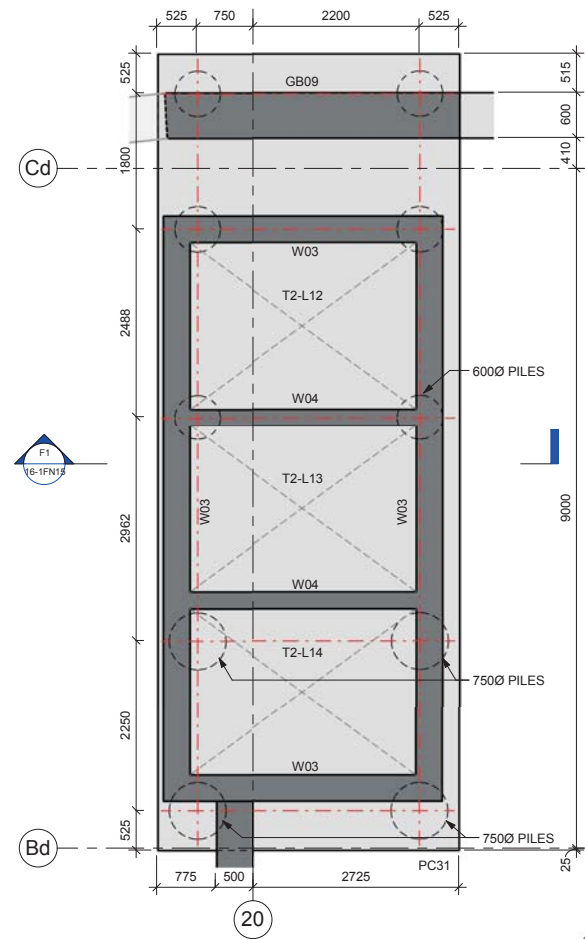 525 750 2200 525
525
515
GB09
600
410
Cd
1800
W03
T2-L12
2488
600Ø PILES
W04
F1
16-1FN15
T2-L13
9000
W03
W03
2962
W04
T2-L14
750Ø PILES
2250
W03
525
750Ø PILES
Bd
PC31
25
775 500 2725
20